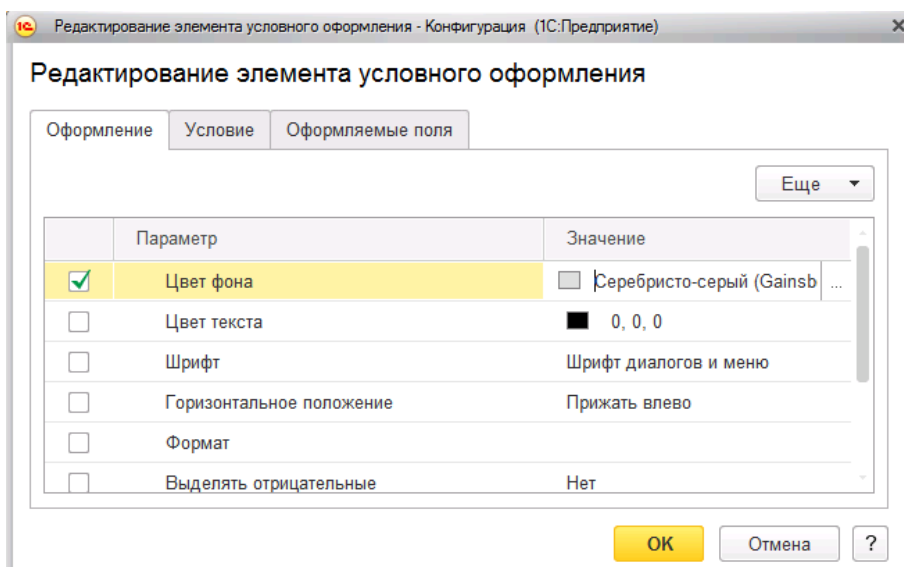 1С Редактирование элемента условного оформления - Конфигурация (1С:Предприятие)
Редактирование элемента условного оформления
Оформление Условие Оформляемые поля
Еще
Параметр Значение
Цвет фона Серебристо-серый (Gainsb ...
Цвет текста 0, 0, 0
Шрифт Шрифт диалогов и меню
Горизонтальное положение Прижать влево
Формат
Выделять отрицательные Нет
ОК Отмена ?